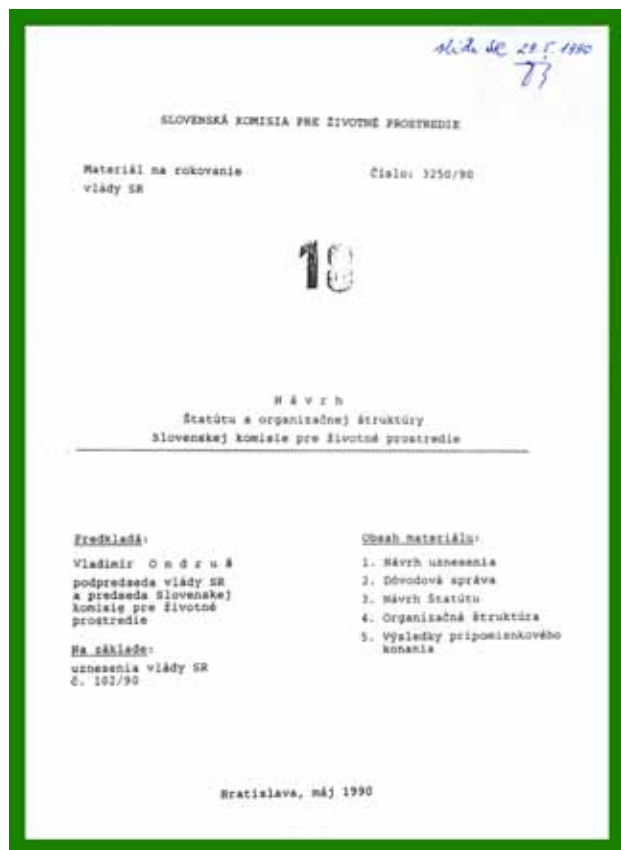 29.5.1990
SLOVENSKÁ KOMISIA PRE ŽIVOTNÉ PROSTREDIE
Materiál na rokovanie
vlády SR
Číslo: 3250/90
18
N á v r h
Štatútu a organizačnej štruktúry
Slovenskej komisie pre životné prostredie
Predkladá:
Vladimír O n d r u š
podpredseda vlády SR
a predseda Slovenskej
komisie pre životné
prostredie
Na základe:
uznesenia vlády SR
č. 102/90
Obsah materiálu:
1. Návrh uznesenia
2. Dôvodová správa
3. Návrh Štatútu
4. Organizačná štruktúra
5. Výsledky pripomienkového
konania
Bratislava, máj 1990